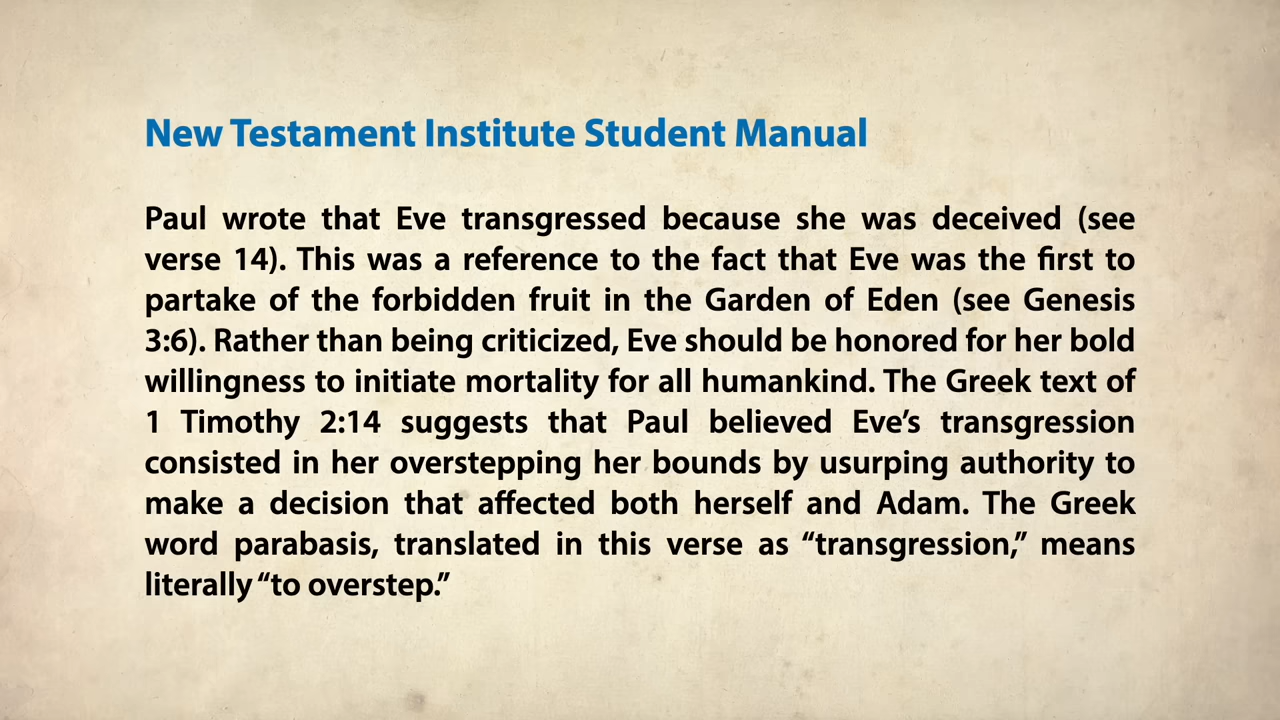 New Testament Institute Student Manual
Paul wrote that Eve transgressed because she was deceived (see
verse 14). This was a reference to the fact that Eve was the first to
partake of the forbidden fruit in the Garden of Eden (see Genesis
3:6). Rather than being criticized, Eve should be honored for her bold
willingness to initiate mortality for all humankind. The Greek text of
1 Timothy 2:14 suggests that Paul believed Eve’s transgression
consisted in her overstepping her bounds by usurping authority to
make a decision that affected both herself and Adam. The Greek
word parabasis, translated in this verse as “transgression,” means
literally “to overstep.”